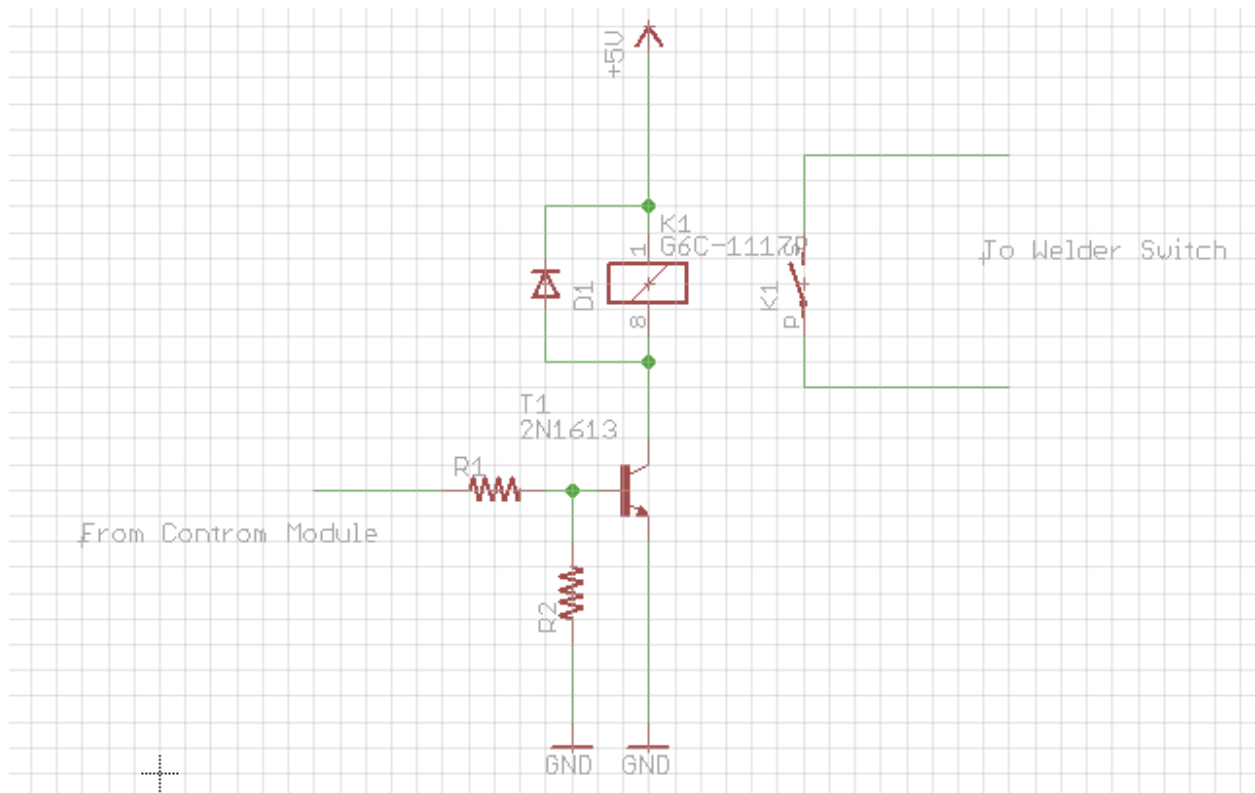 +5V
K1
G6C-1117P
1
S
To Welder Switch
D1
K1
8
P
T1
2N1613
R1
From Controm Module
R2
GND
GND